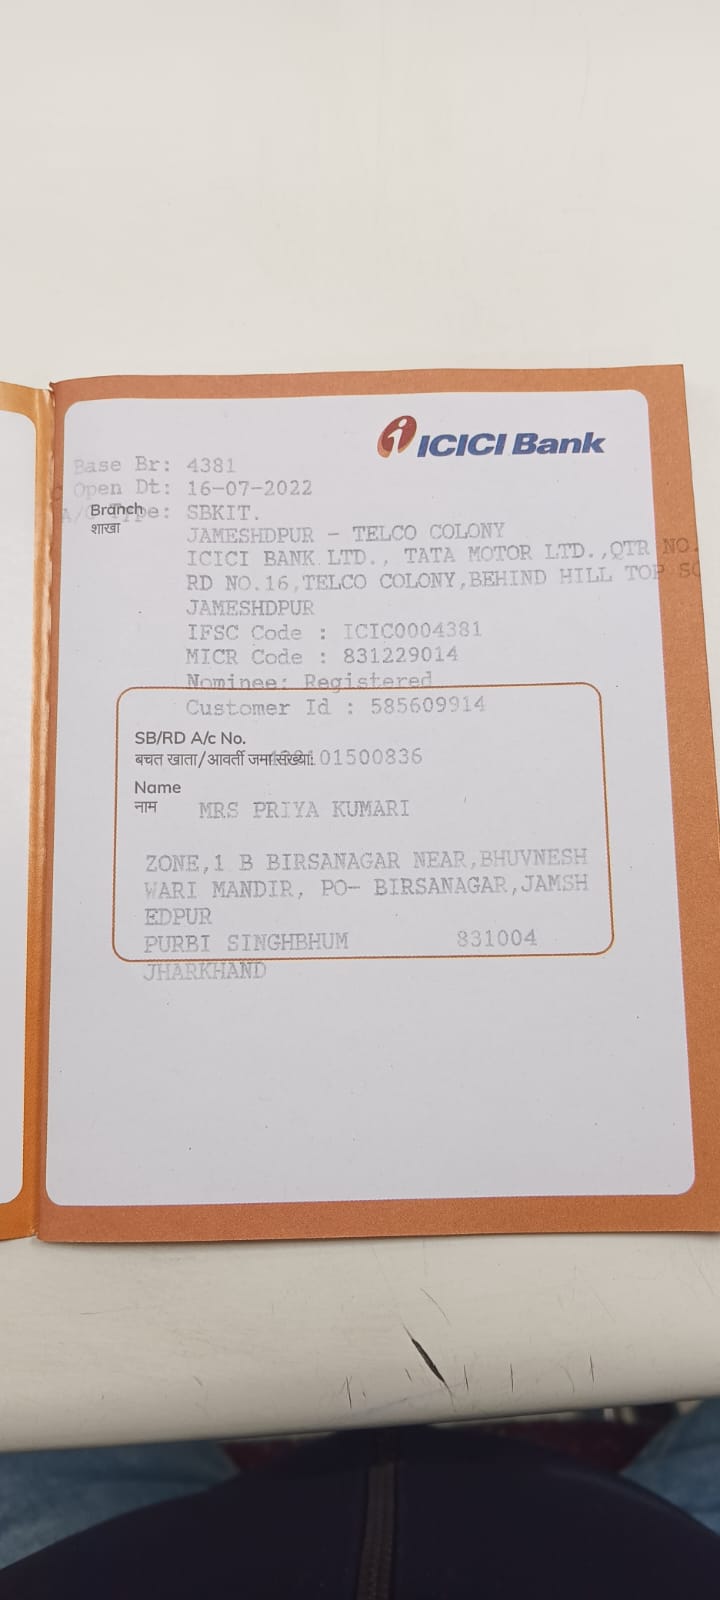 ICICI Bank
Base Br: 4381
Open Dt: 16-07-2022
A/C Type: SBKIT.
Branch
शाखा
JAMESHDPUR - TELCO COLONY
ICICI BANK LTD., TATA MOTOR LTD.,QTR NO.
RD NO.16,TELCO COLONY,BEHIND HILL TOP SC
JAMESHDPUR
IFSC Code : ICIC0004381
MICR Code : 831229014
Nominee: Registered
Customer Id : 585609914
SB/RD A/c No.
बचत खाता/आवर्ती जमा संख्या:
Name
नाम
MRS PRIYA KUMARI
ZONE,1 B BIRSANAGAR NEAR,BHUVNESH
WARI MANDIR, PO- BIRSANAGAR,JAMSH
EDPUR
PURBI SINGHBHUM 831004
JHARKHAND